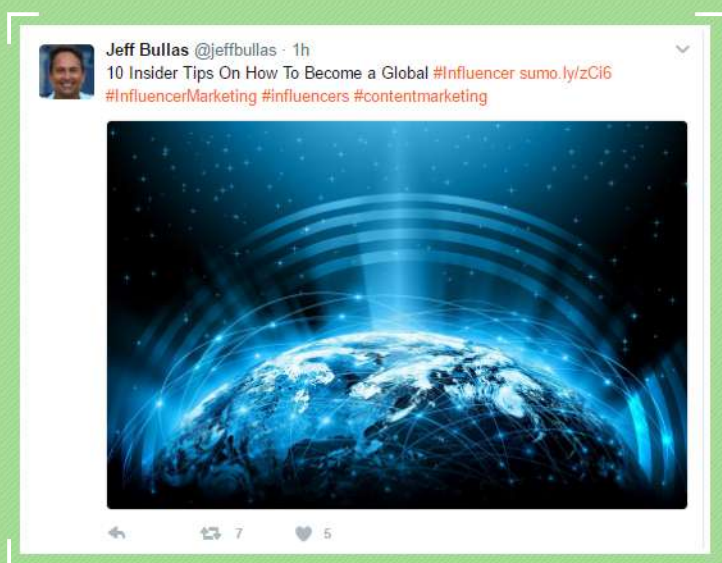 Jeff Bullas @jeffbullas · 1h
10 Insider Tips On How To Become a Global #Influencer sumo.ly/zCi6
#InfluencerMarketing #influencers #contentmarketing
7 5